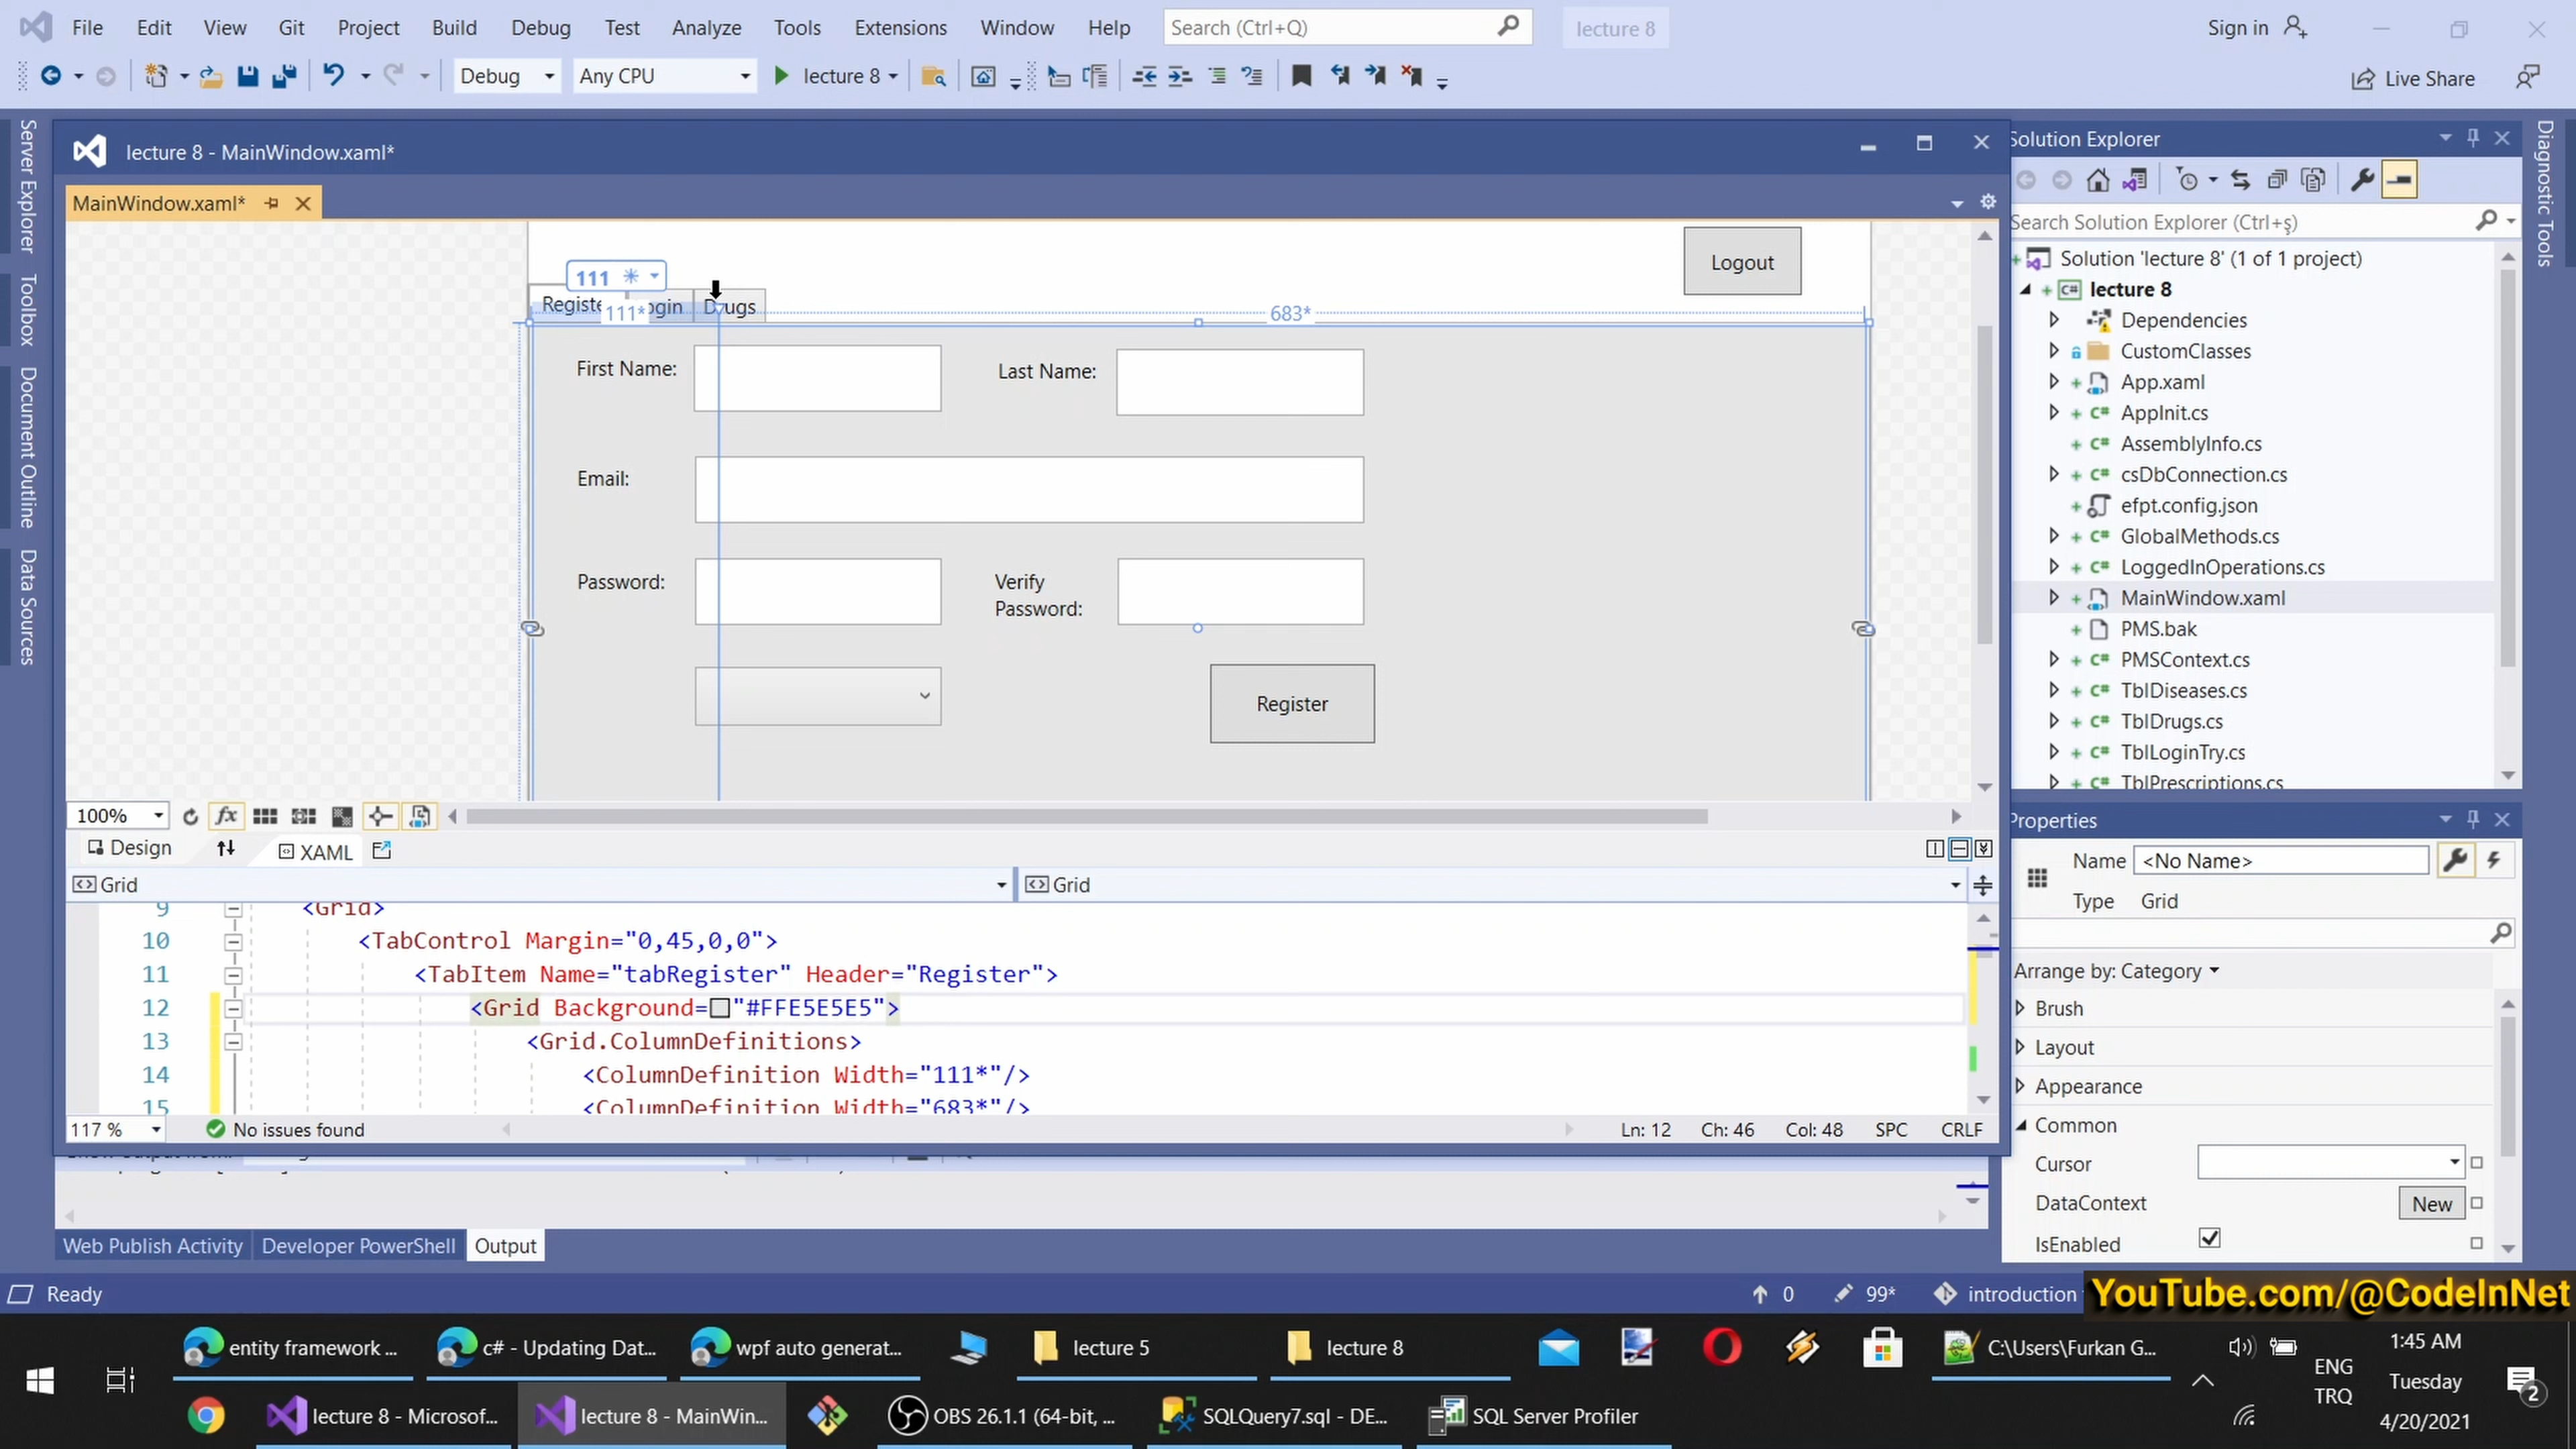 File Edit View Git Project Build Debug Test Analyze Tools Extensions Window Help Search (Ctrl+Q) lecture 8 Sign in
Debug Any CPU lecture 8 Live Share
Server Explorer
Toolbox
Document Outline
Data Sources
lecture 8 - MainWindow.xaml*
MainWindow.xaml*
Logout
111
Registe 111* gin Drugs 683*
First Name: Last Name:
Email:
Password: Verify
Password:
Register
100%
Design XAML
Grid Grid
9 <Grid>
10 <TabControl Margin="0,45,0,0">
11 <TabItem Name="tabRegister" Header="Register">
12 <Grid Background="#FFE5E5E5">
13 <Grid.ColumnDefinitions>
14 <ColumnDefinition Width="111*"/>
15 <ColumnDefinition Width="683*"/>
117 % No issues found Ln: 12 Ch: 46 Col: 48 SPC CRLF
Web Publish Activity Developer PowerShell Output
Solution Explorer
Search Solution Explorer (Ctrl+ş)
Solution 'lecture 8' (1 of 1 project)
lecture 8
Dependencies
CustomClasses
App.xaml
AppInit.cs
AssemblyInfo.cs
csDbConnection.cs
efpt.config.json
GlobalMethods.cs
LoggedInOperations.cs
MainWindow.xaml
PMS.bak
PMSContext.cs
TblDiseases.cs
TblDrugs.cs
TblLoginTry.cs
TblPrescriptions.cs
Diagnostic Tools
Properties
Name <No Name>
Type Grid
Arrange by: Category
Brush
Layout
Appearance
Common
Cursor
DataContext New
IsEnabled
Ready 0 99* introduction
YouTube.com/@CodeInNet
entity framework ... c# - Updating Dat... wpf auto generat... lecture 5 lecture 8 C:\Users\Furkan G...
lecture 8 - Microsof... lecture 8 - MainWin... OBS 26.1.1 (64-bit, ... SQLQuery7.sql - DE... SQL Server Profiler
ENG
TRQ
1:45 AM
Tuesday
4/20/2021
2